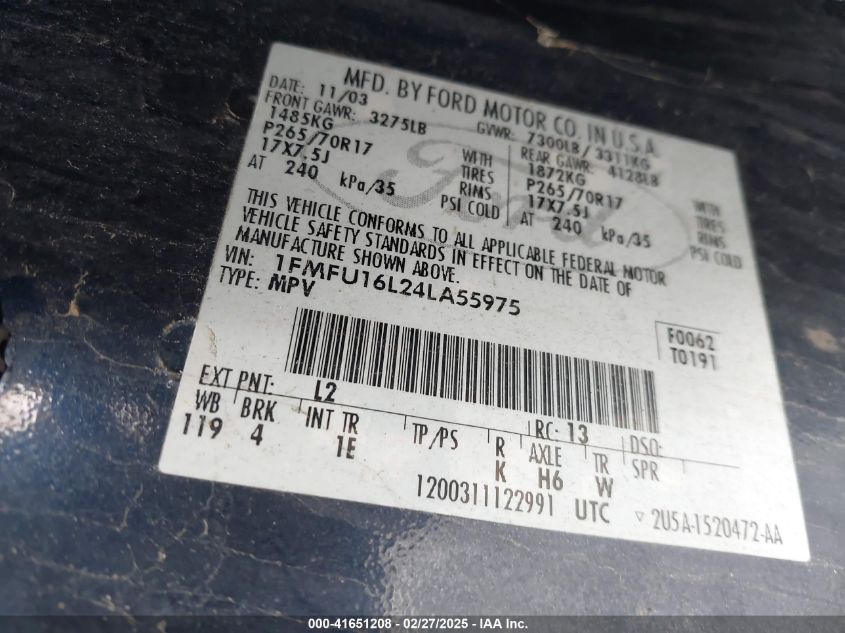 MFD. BY FORD MOTOR CO. IN U.S.A.
DATE: 11/03 GVWR: 7300LB/ 3311KG
FRONT GAWR: 3275LB REAR GAWR: 4128LB
1485KG WITH 1872KG WITH
P265/70R17 TIRES P265/70R17 TIRES
17X7.5J RIMS 17X7.5J RIMS
AT 240 kPa/35 PSI COLD AT 240 kPa/35 PSI COLD
Ford
THIS VEHICLE CONFORMS TO ALL APPLICABLE FEDERAL MOTOR
VEHICLE SAFETY STANDARDS IN EFFECT ON THE DATE OF
MANUFACTURE SHOWN ABOVE.
VIN: 1FMFU16L24LA55975
TYPE: MPV
F0062
T0191
EXT PNT: L2 RC: 13 DSO:
WB BRK INT TR TP/PS R AXLE TR SPR
119 4 1E K H6 W
1200311122991 UTC ▽ 2U5A-1520472-AA
000-41651208 - 02/27/2025 - IAA Inc.